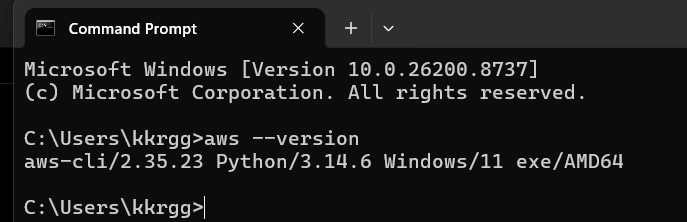 Command Prompt
Microsoft Windows [Version 10.0.26200.8737]
(c) Microsoft Corporation. All rights reserved.
C:\Users\kkrgg>aws --version
aws-cli/2.35.23 Python/3.14.6 Windows/11 exe/AMD64
C:\Users\kkrgg>